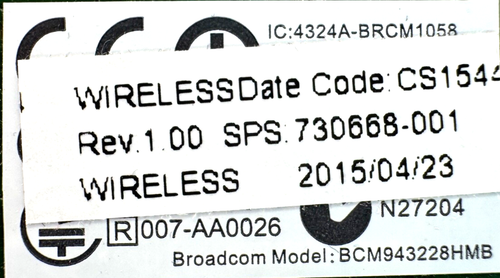 IC:4324A-BRCM1058
WIRELESSDate Code:CS1544
Rev.1.00 SPS:730668-001
WIRELESS 2015/04/23
N27204
R 007-AA0026
Broadcom Model:BCM943228HMB